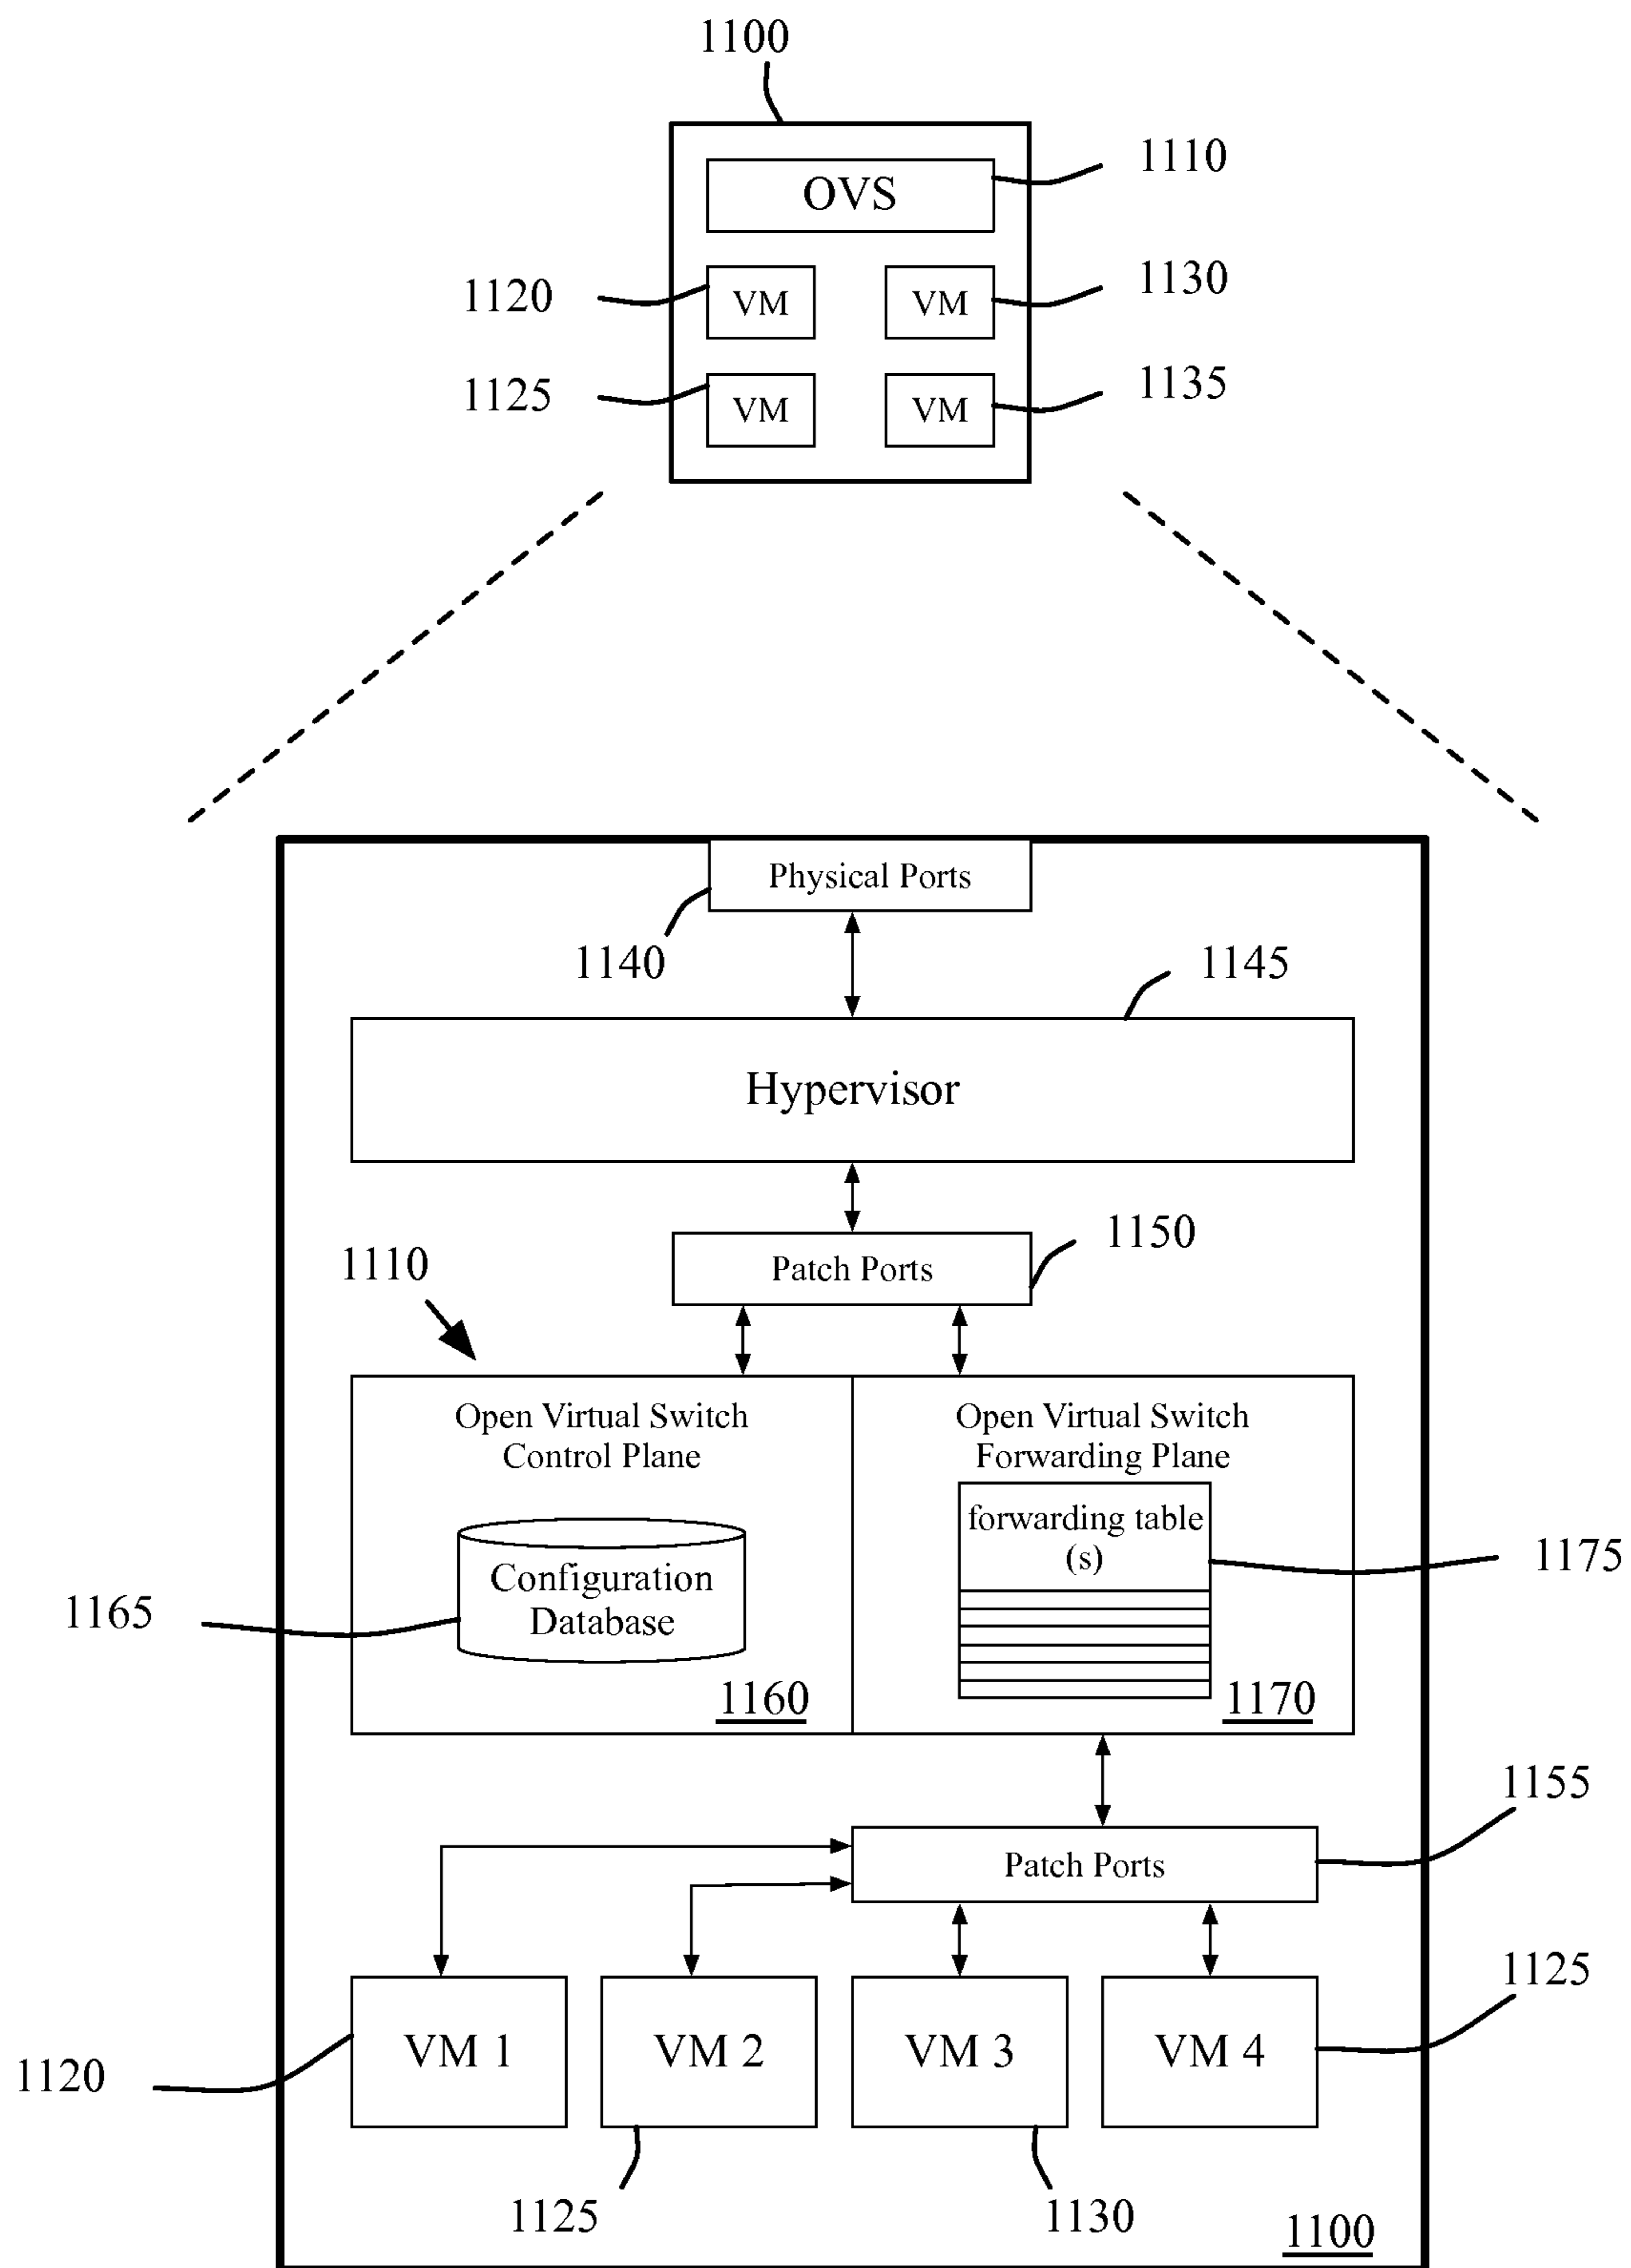 1100
1110
OVS
1120
VM
VM
1130
1125
VM
VM
1135
Physical Ports
1140
1145
Hypervisor
1150
Patch Ports
1110
Open Virtual Switch
Control Plane
Open Virtual Switch
Forwarding Plane
forwarding table
(s)
1175
Configuration
Database
1165
1160
1170
1155
Patch Ports
1125
VM 1
VM 2
VM 3
VM 4
1120
1125
1130
1100